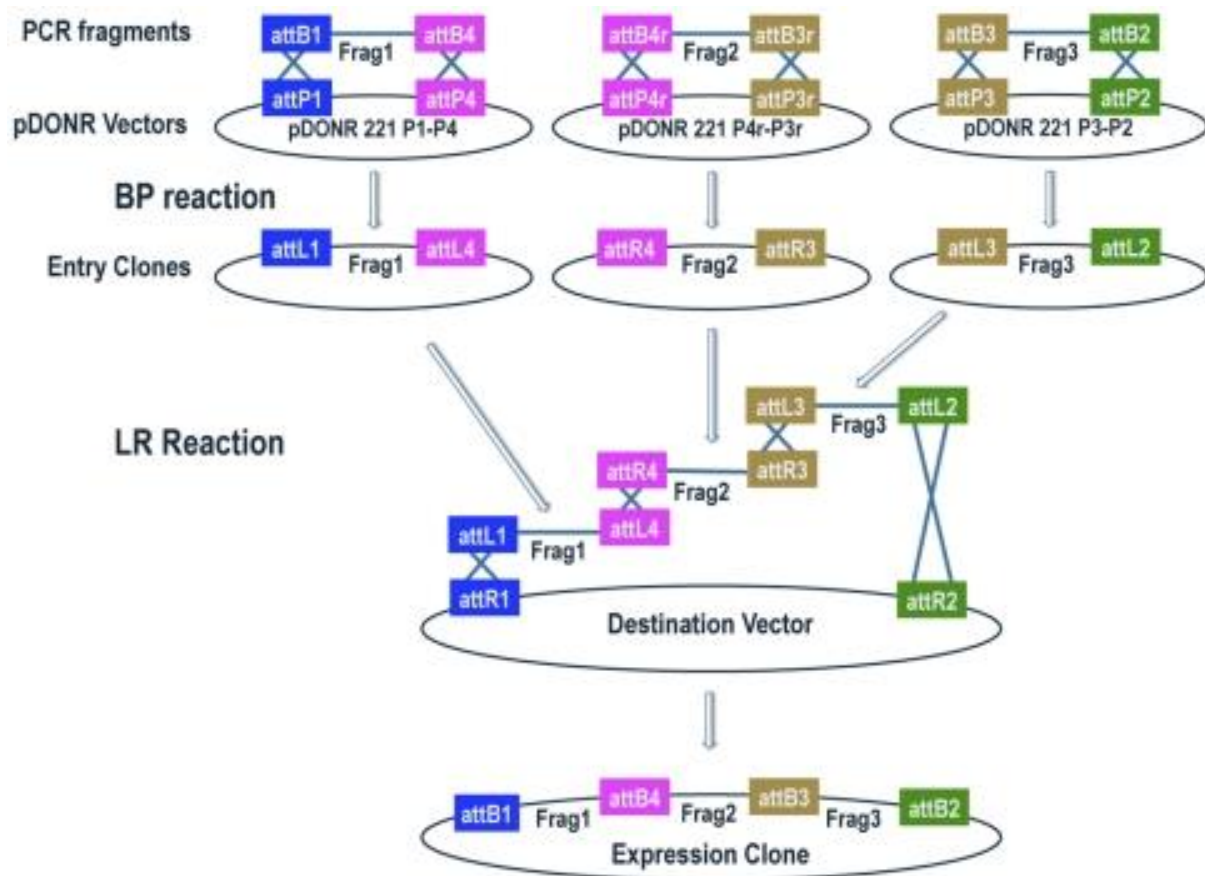 PCR fragments
attB1 Frag1 attB4
attB4r Frag2 attB3r
attB3 Frag3 attB2
attP1 attP4
attP4r attP3r
attP3 attP2
pDONR Vectors
pDONR 221 P1-P4
pDONR 221 P4r-P3r
pDONR 221 P3-P2
BP reaction
Entry Clones
attL1 Frag1 attL4
attR4 Frag2 attR3
attL3 Frag3 attL2
LR Reaction
attL3 Frag3 attL2
attR4 Frag2 attR3
attL1 Frag1 attL4
attR1 attR2
Destination Vector
attB1 Frag1 attB4 Frag2 attB3 Frag3 attB2
Expression Clone